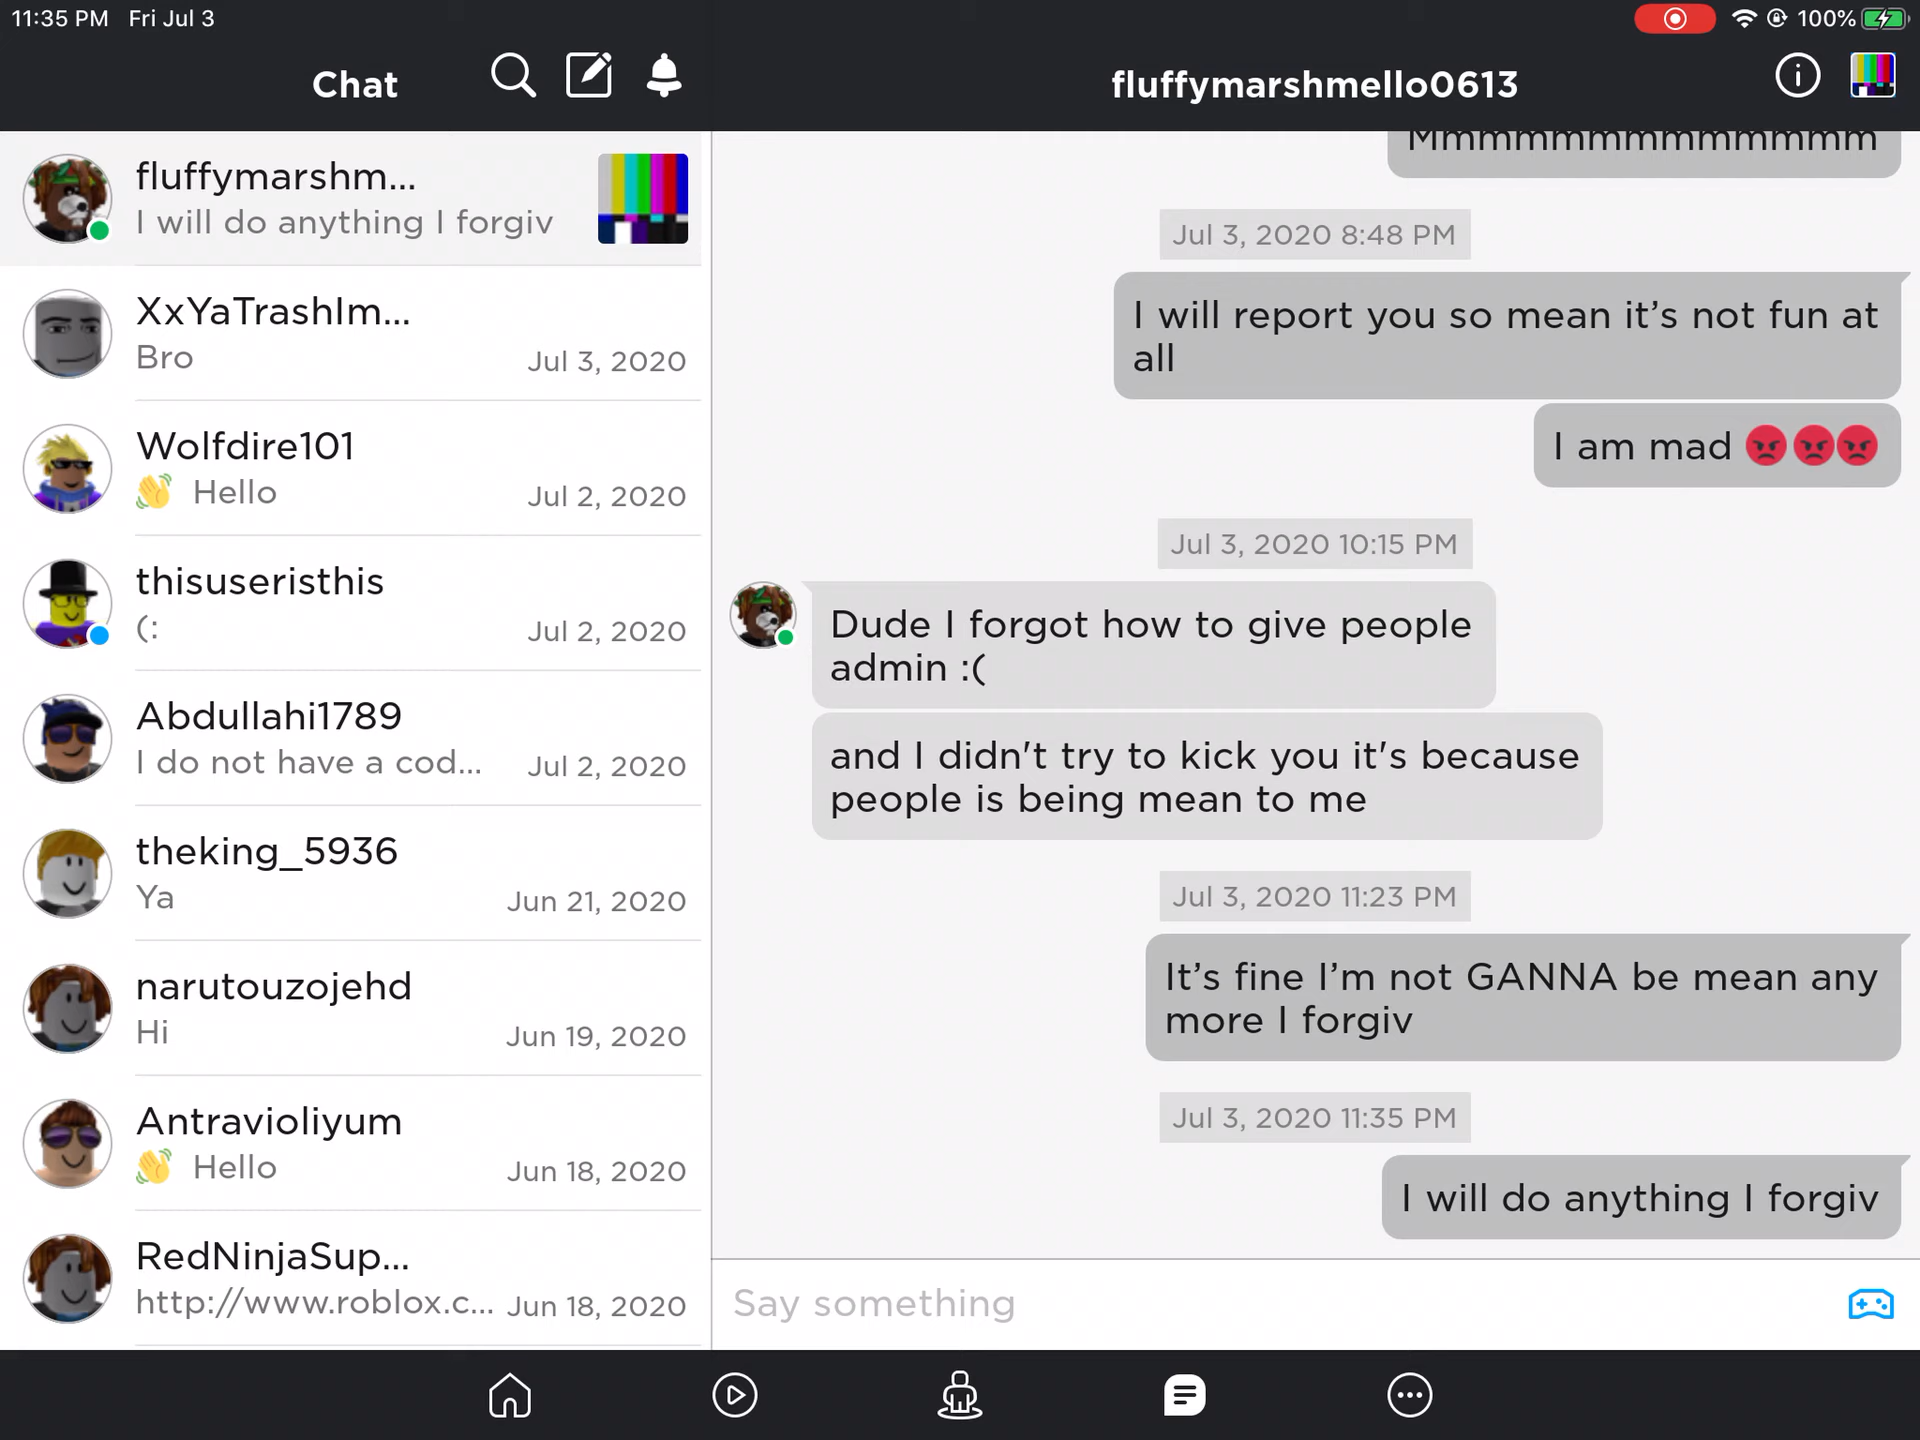 11:35 PM Fri Jul 3
100%
Chat
fluffymarshmello0613
fluffymarshm...
I will do anything I forgiv
XxYaTrashIm...
Bro
Jul 3, 2020
Wolfdire101
👋 Hello
Jul 2, 2020
thisuseristhis
(:
Jul 2, 2020
Abdullahi1789
I do not have a cod...
Jul 2, 2020
theking_5936
Ya
Jun 21, 2020
narutouzojehd
Hi
Jun 19, 2020
Antravioliyum
👋 Hello
Jun 18, 2020
RedNinjaSup...
http://www.roblox.c...
Jun 18, 2020
Mmmmmmmmmmmmmm
Jul 3, 2020 8:48 PM
I will report you so mean it’s not fun at
all
I am mad 😡😡😡
Jul 3, 2020 10:15 PM
Dude I forgot how to give people
admin :(
and I didn't try to kick you it's because
people is being mean to me
Jul 3, 2020 11:23 PM
It’s fine I’m not GANNA be mean any
more I forgiv
Jul 3, 2020 11:35 PM
I will do anything I forgiv
Say something